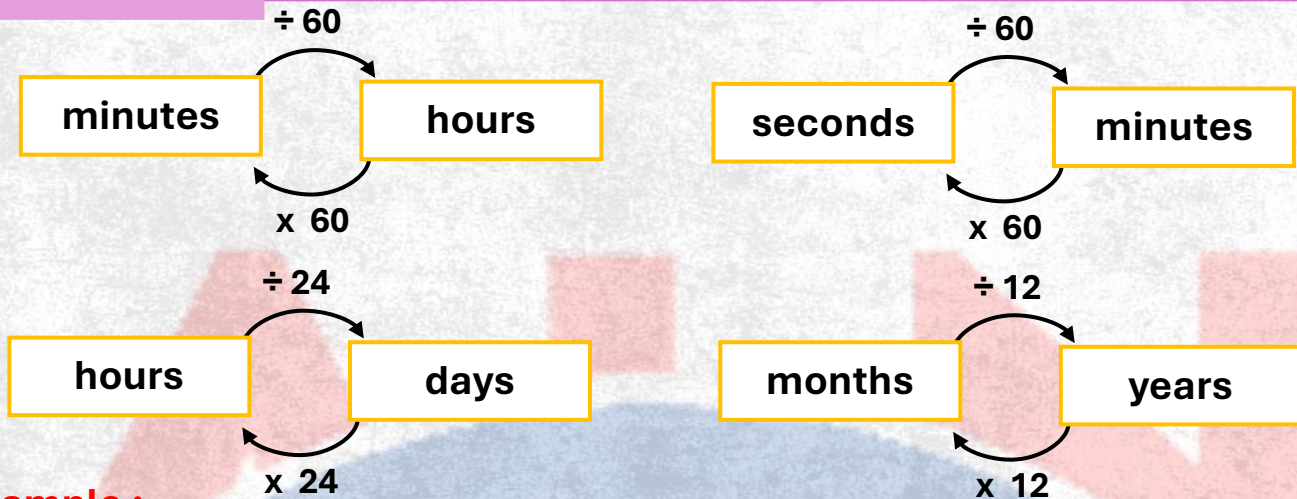 ÷ 60
minutes
hours
x 60
÷ 60
seconds
minutes
x 60
÷ 24
hours
days
x 24
÷ 12
months
years
x 12